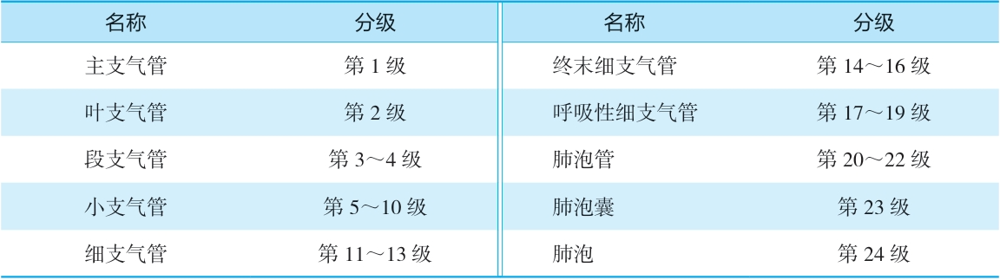 名称 分级 名称 分级
主支气管 第 1 级 终末细支气管 第 14～16 级
叶支气管 第 2 级 呼吸性细支气管 第 17～19 级
段支气管 第 3～4 级 肺泡管 第 20～22 级
小支气管 第 5～10 级 肺泡囊 第 23 级
细支气管 第 11～13 级 肺泡 第 24 级